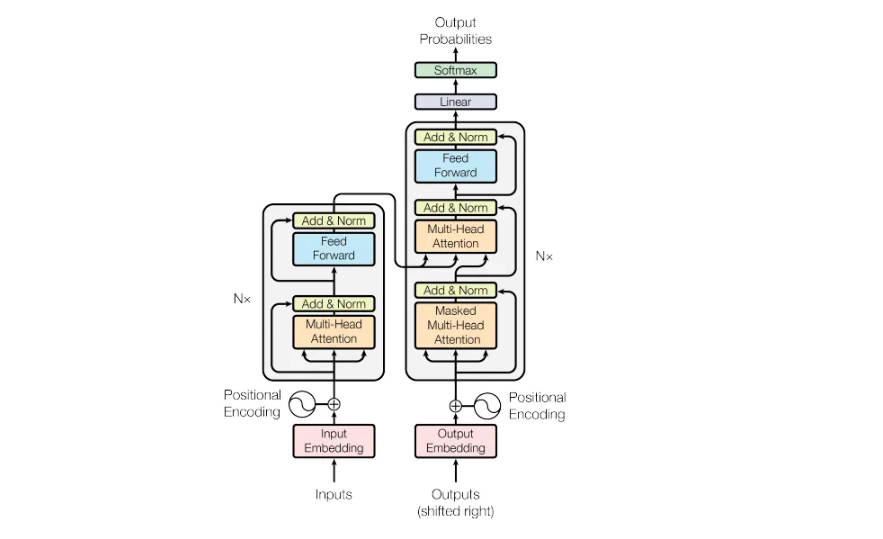 Output
Probabilities
Softmax
Linear
Add & Norm
Feed
Forward
Add & Norm
Multi-Head
Attention
Add & Norm
Masked
Multi-Head
Attention
N×
Add & Norm
Feed
Forward
Add & Norm
Multi-Head
Attention
N×
Positional
Encoding
Positional
Encoding
Input
Embedding
Output
Embedding
Inputs
Outputs
(shifted right)